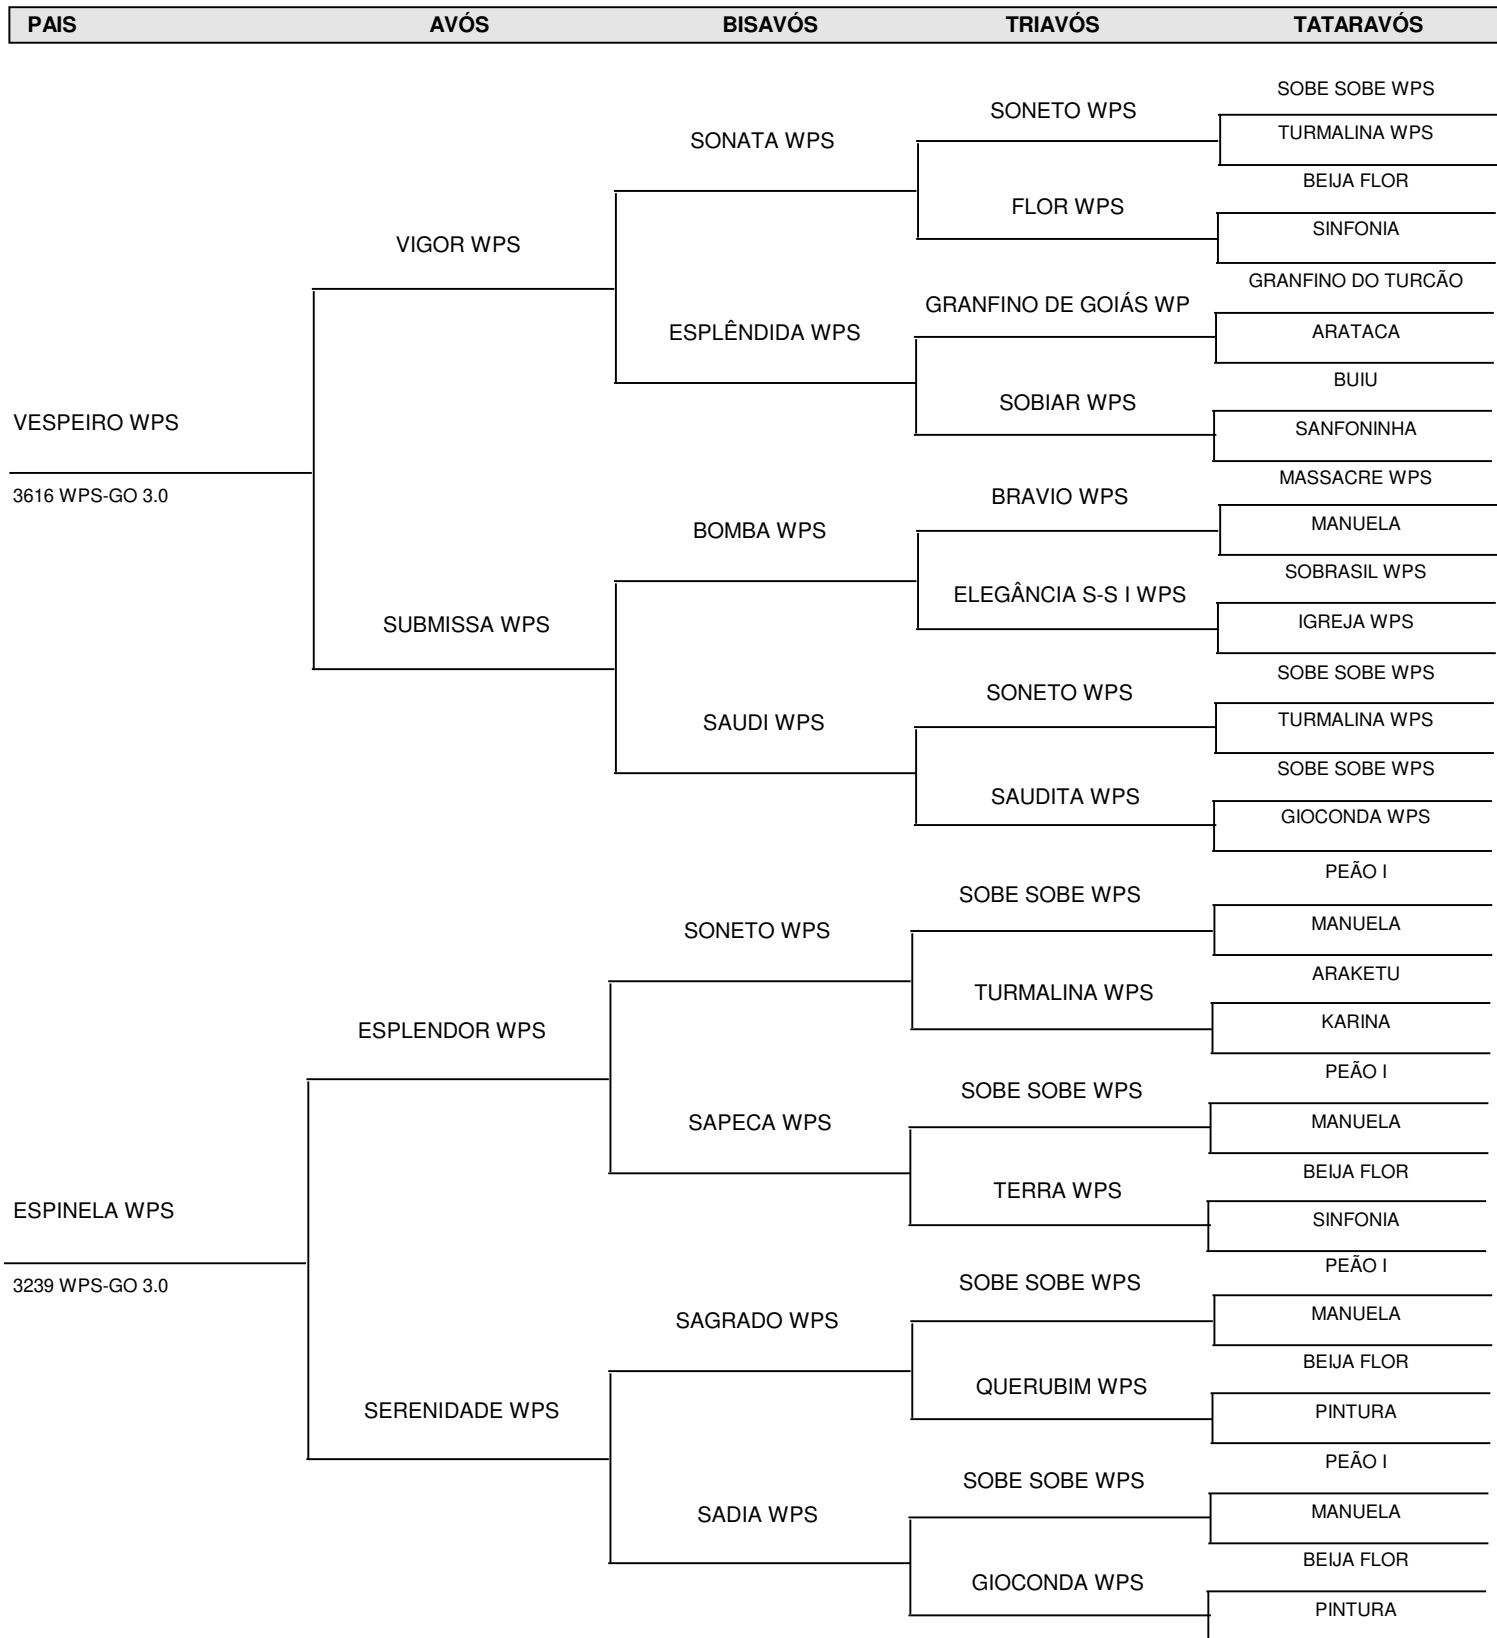 PAIS AVÓS BISAVÓS TRIAVÓS TATARAVÓS
SOBE SOBE WPS
SONETO WPS
TURMALINA WPS
SONATA WPS
BEIJA FLOR
FLOR WPS
SINFONIA
VIGOR WPS
GRANFINO DO TURCÃO
GRANFINO DE GOIÁS WP
ARATACA
ESPLÊNDIDA WPS
BUIU
SOBIAR WPS
VESPEIRO WPS
SANFONINHA
MASSACRE WPS
3616 WPS-GO 3.0
BRAVIO WPS
MANUELA
BOMBA WPS
SOBRASIL WPS
ELEGÂNCIA S-S I WPS
IGREJA WPS
SUBMISSA WPS
SOBE SOBE WPS
SONETO WPS
TURMALINA WPS
SAUDI WPS
SOBE SOBE WPS
SAUDITA WPS
GIOCONDA WPS
PEÃO I
SOBE SOBE WPS
MANUELA
SONETO WPS
ARAKETU
TURMALINA WPS
KARINA
ESPLENDOR WPS
PEÃO I
SOBE SOBE WPS
MANUELA
SAPECA WPS
BEIJA FLOR
TERRA WPS
ESPINELA WPS
SINFONIA
PEÃO I
3239 WPS-GO 3.0
SOBE SOBE WPS
MANUELA
SAGRADO WPS
BEIJA FLOR
QUERUBIM WPS
SERENIDADE WPS
PINTURA
PEÃO I
SOBE SOBE WPS
MANUELA
SADIA WPS
BEIJA FLOR
GIOCONDA WPS
PINTURA